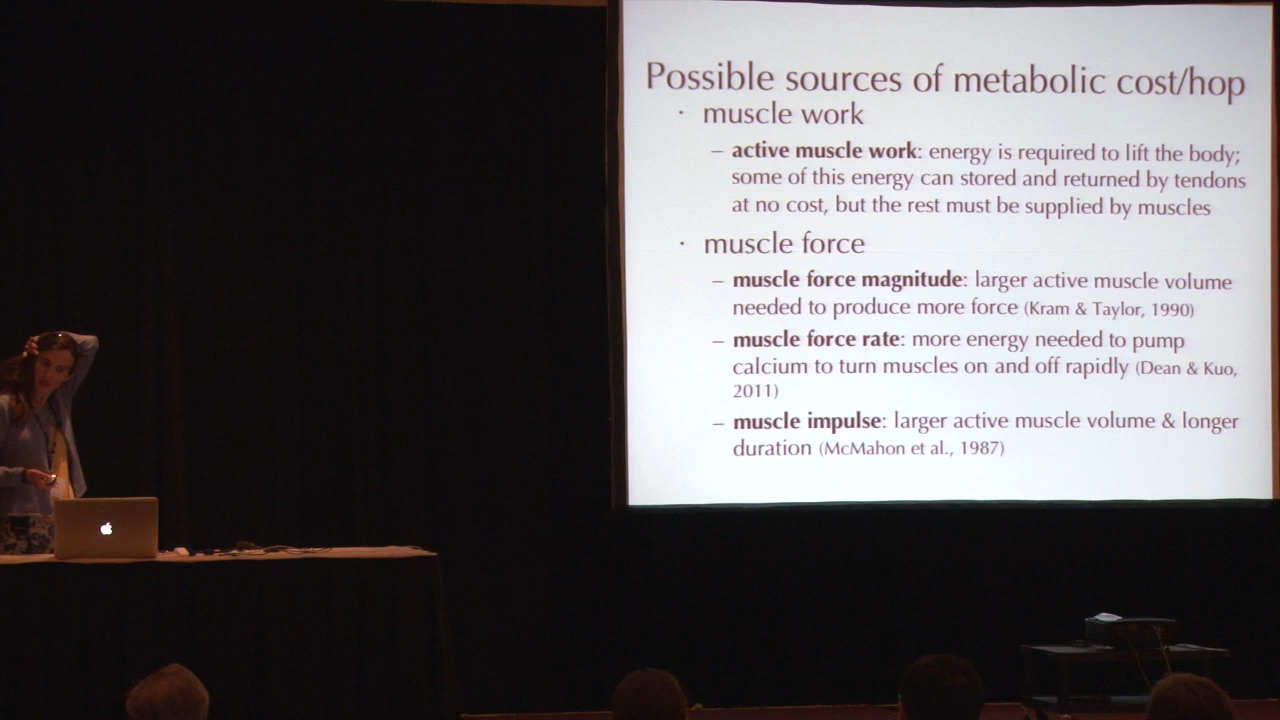 Possible sources of metabolic cost/hop
· muscle work
– active muscle work: energy is required to lift the body;
some of this energy can stored and returned by tendons
at no cost, but the rest must be supplied by muscles
· muscle force
– muscle force magnitude: larger active muscle volume
needed to produce more force (Kram & Taylor, 1990)
– muscle force rate: more energy needed to pump
calcium to turn muscles on and off rapidly (Dean & Kuo,
2011)
– muscle impulse: larger active muscle volume & longer
duration (McMahon et al., 1987)